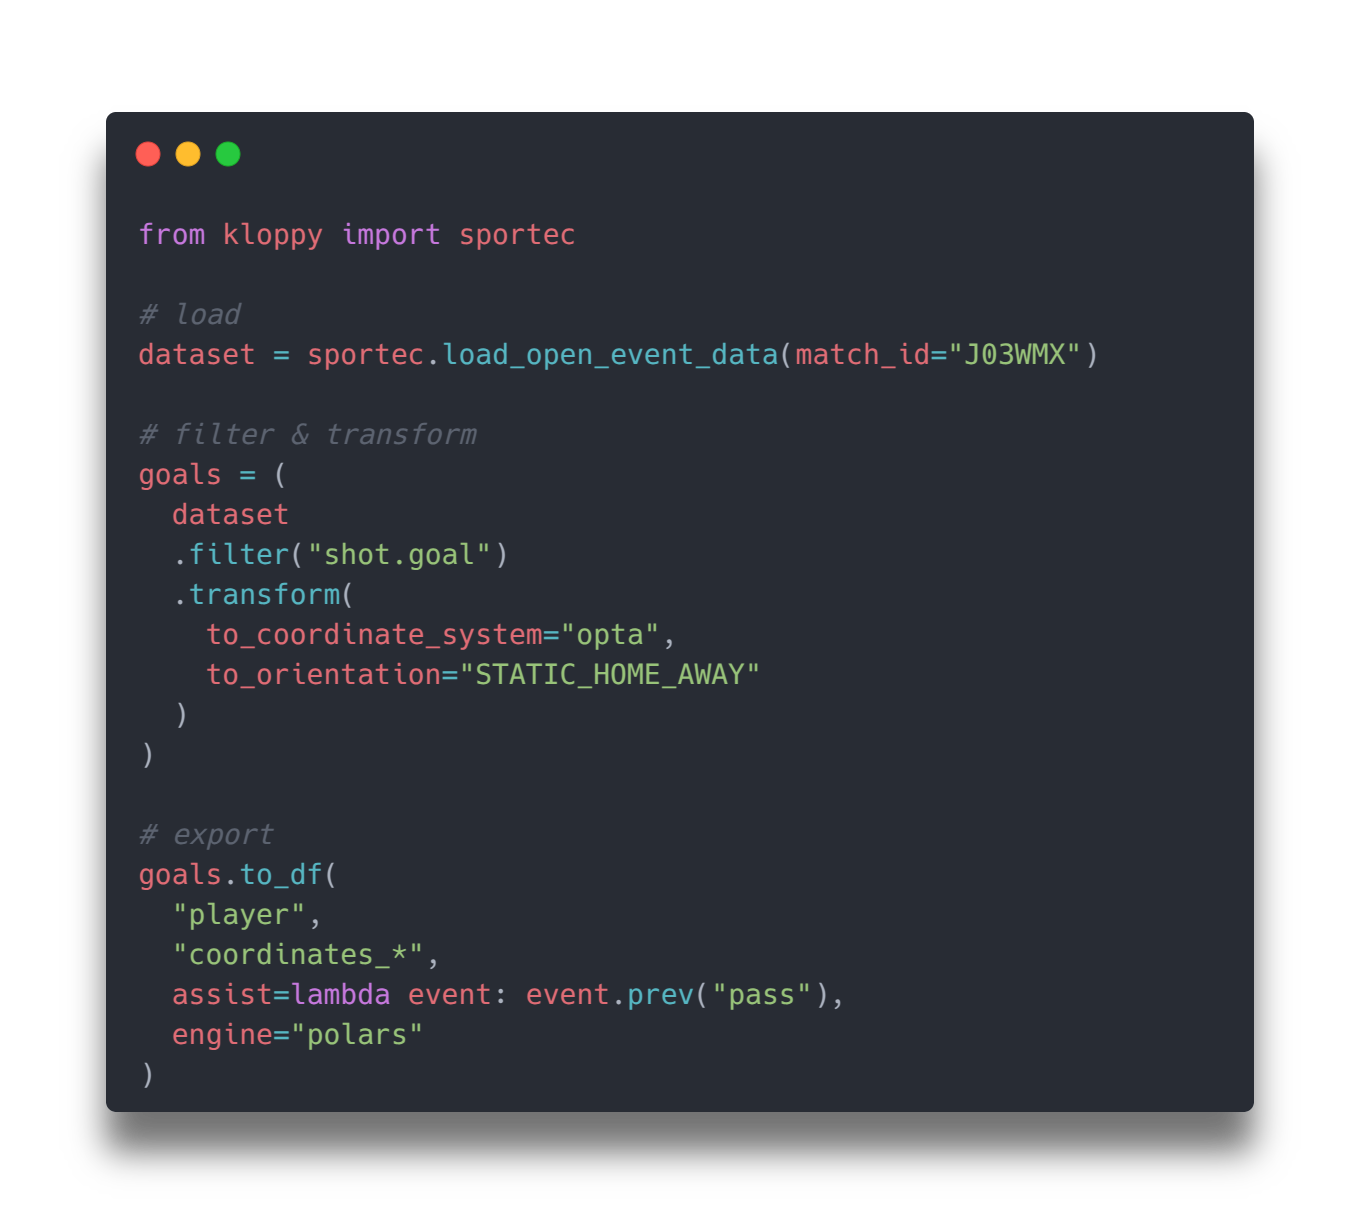 from kloppy import sportec
# load
dataset = sportec.load_open_event_data(match_id="J03WMX")
# filter & transform
goals = (
  dataset
  .filter("shot.goal")
  .transform(
    to_coordinate_system="opta",
    to_orientation="STATIC_HOME_AWAY"
  )
)
# export
goals.to_df(
  "player",
  "coordinates_*",
  assist=lambda event: event.prev("pass"),
  engine="polars"
)